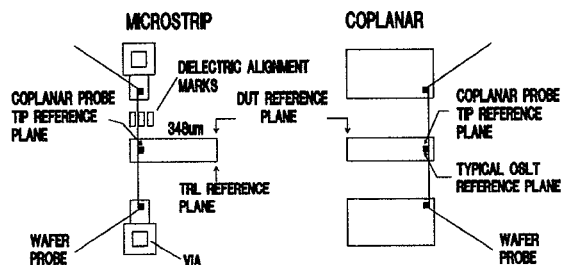 MICROSTRIP
COPLANAR
DIELECTRIC ALIGNMENT
MARKS
COPLANAR PROBE
TIP REFERENCE
PLANE
348um
DUT REFERENCE
PLANE
COPLANAR PROBE
TIP REFERENCE
PLANE
TYPICAL OSLT
REFERENCE PLANE
TRL REFERENCE
PLANE
WAFER
PROBE
VIA
WAFER
PROBE